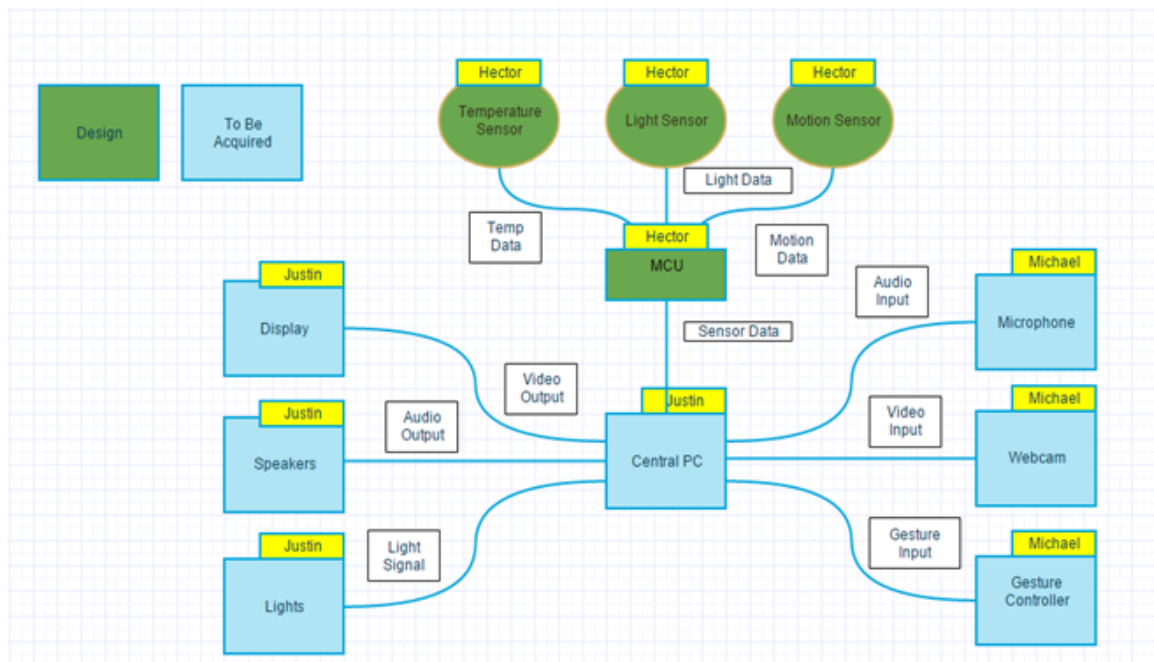 Hector
Hector
Hector
Design
To Be
Acquired
Temperature
Sensor
Light Sensor
Motion Sensor
Light Data
Temp
Data
Hector
MCU
Motion
Data
Justin
Display
Michael
Microphone
Audio
Input
Sensor Data
Video
Output
Justin
Speakers
Audio
Output
Justin
Central PC
Video
Input
Michael
Webcam
Justin
Lights
Light
Signal
Gesture
Input
Michael
Gesture
Controller